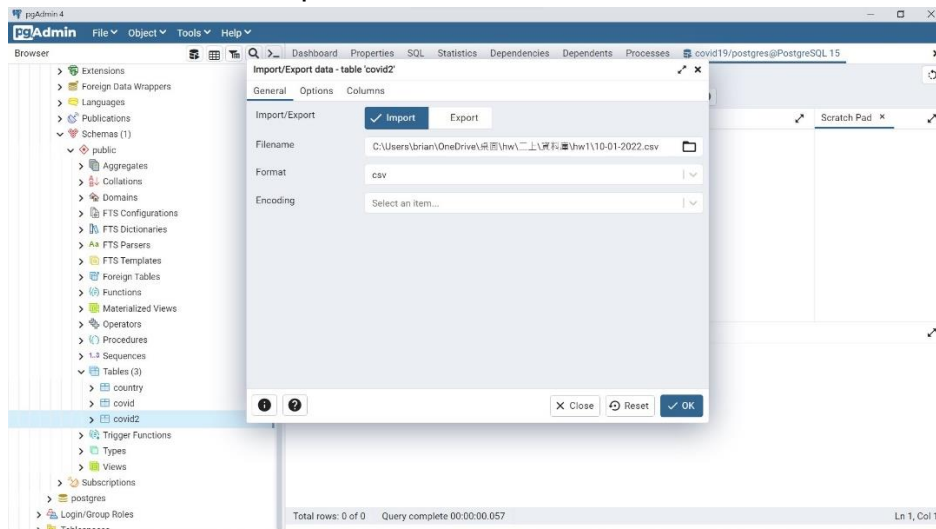 pgAdmin 4
pgAdmin File Object Tools Help
Browser
Dashboard Properties SQL Statistics Dependencies Dependents Processes covid19/postgres@PostgreSQL 15
Extensions
Foreign Data Wrappers
Languages
Publications
Schemas (1)
public
Aggregates
Collations
Domains
FTS Configurations
FTS Dictionaries
FTS Parsers
FTS Templates
Foreign Tables
Functions
Materialized Views
Operators
Procedures
Sequences
Tables (3)
country
covid
covid2
Trigger Functions
Types
Views
Subscriptions
postgres
Login/Group Roles
Import/Export data - table 'covid2'
General Options Columns
Import/Export Import Export
Filename C:\Users\brian\OneDrive\桌面\hw\二上\資料庫\hw1\10-01-2022.csv
Format csv
Encoding Select an item...
Close Reset OK
Scratch Pad
Total rows: 0 of 0 Query complete 00:00:00.057
Ln 1, Col 1